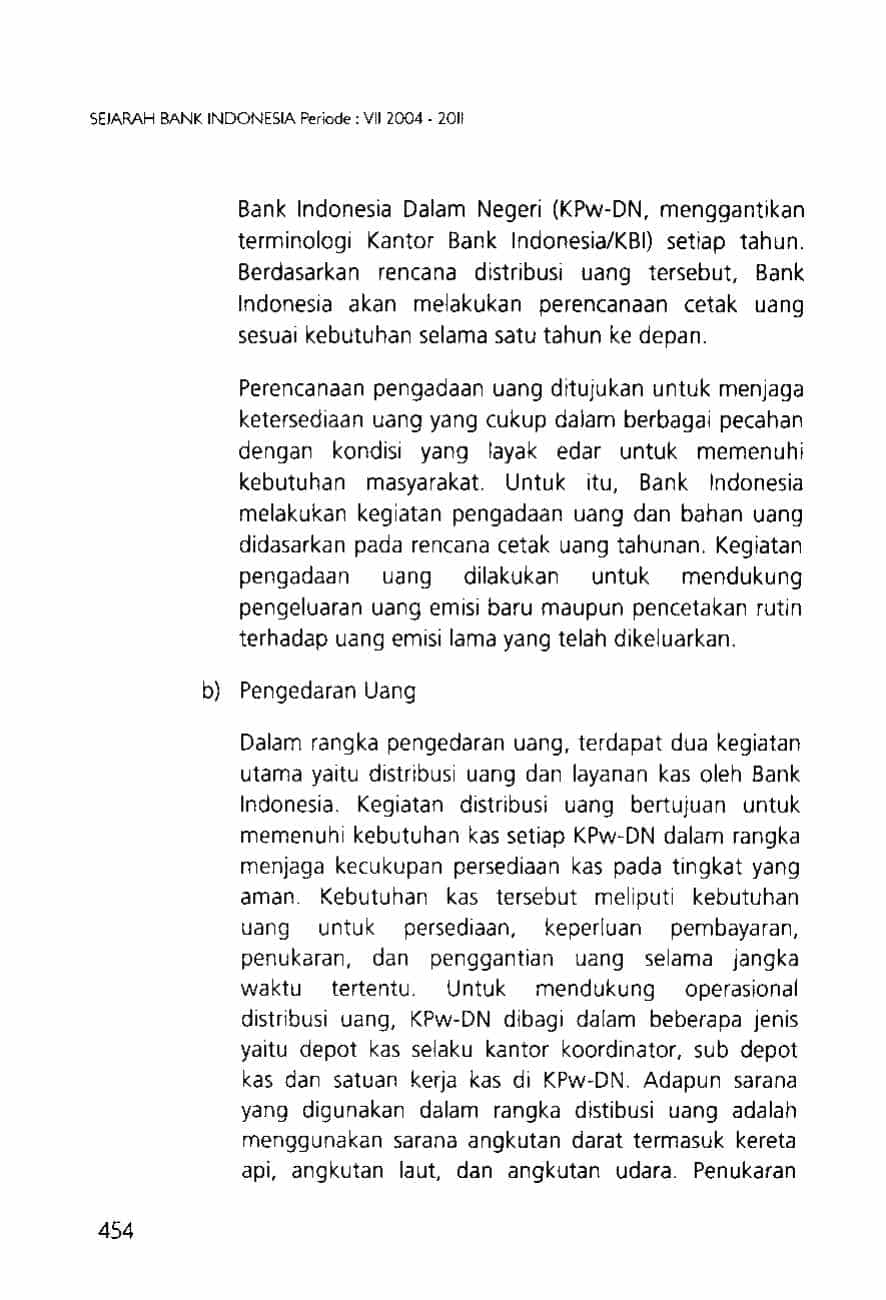 SEJARAH BANK INDONESIA Periode : VII 2004 - 2011
Bank Indonesia Dalam Negeri (KPw-DN, menggantikan
terminologi Kantor Bank Indonesia/KBI) setiap tahun.
Berdasarkan rencana distribusi uang tersebut, Bank
Indonesia akan melakukan perencanaan cetak uang
sesuai kebutuhan selama satu tahun ke depan.
Perencanaan pengadaan uang ditujukan untuk menjaga
ketersediaan uang yang cukup dalam berbagai pecahan
dengan kondisi yang layak edar untuk memenuhi
kebutuhan masyarakat. Untuk itu, Bank Indonesia
melakukan kegiatan pengadaan uang dan bahan uang
didasarkan pada rencana cetak uang tahunan. Kegiatan
pengadaan uang dilakukan untuk mendukung
pengeluaran uang emisi baru maupun pencetakan rutin
terhadap uang emisi lama yang telah dikeluarkan.
b) Pengedaran Uang
Dalam rangka pengedaran uang, terdapat dua kegiatan
utama yaitu distribusi uang dan layanan kas oleh Bank
Indonesia. Kegiatan distribusi uang bertujuan untuk
memenuhi kebutuhan kas setiap KPw-DN dalam rangka
menjaga kecukupan persediaan kas pada tingkat yang
aman. Kebutuhan kas tersebut meliputi kebutuhan
uang untuk persediaan, keperluan pembayaran,
penukaran, dan penggantian uang selama jangka
waktu tertentu. Untuk mendukung operasional
distribusi uang, KPw-DN dibagi dalam beberapa jenis
yaitu depot kas selaku kantor koordinator, sub depot
kas dan satuan kerja kas di KPw-DN. Adapun sarana
yang digunakan dalam rangka distibusi uang adalah
menggunakan sarana angkutan darat termasuk kereta
api, angkutan laut, dan angkutan udara. Penukaran
454